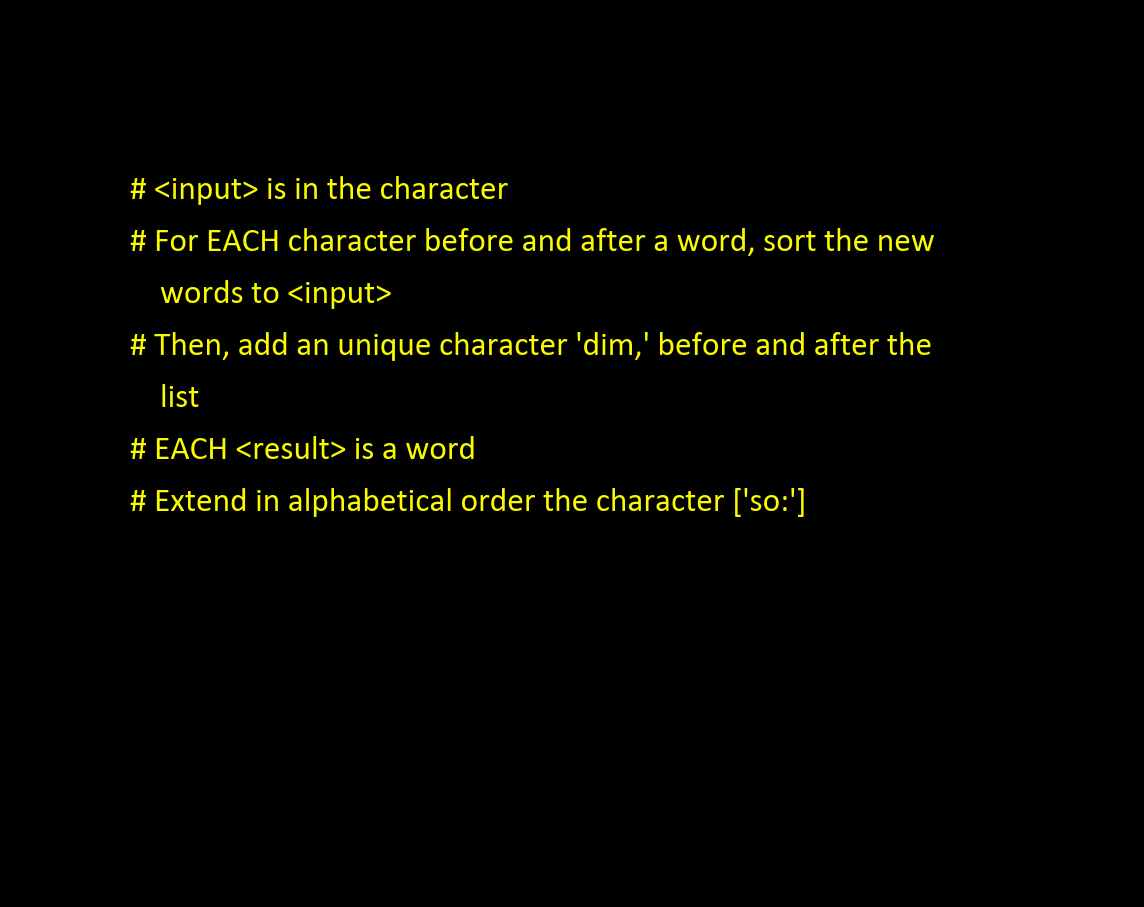 # <input> is in the character
# For EACH character before and after a word, sort the new
words to <input>
# Then, add an unique character 'dim,' before and after the
list
# EACH <result> is a word
# Extend in alphabetical order the character ['so:']